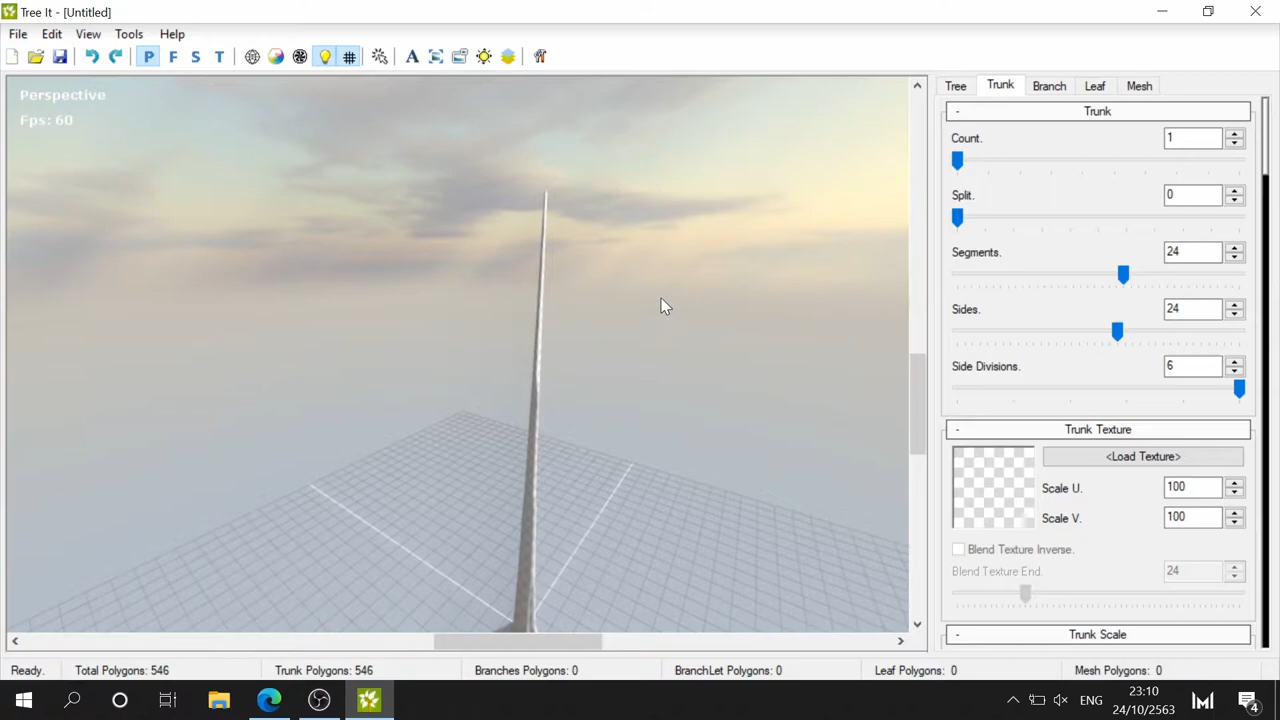 Tree It - [Untitled]
File Edit View Tools Help
P F S T A
Perspective
Fps: 60
Tree Trunk Branch Leaf Mesh
- Trunk
Count. 1
Split. 0
Segments. 24
Sides. 24
Side Divisions. 6
- Trunk Texture
<Load Texture>
Scale U. 100
Scale V. 100
Blend Texture Inverse.
Blend Texture End. 24
- Trunk Scale
Ready. Total Polygons: 546 Trunk Polygons: 546 Branches Polygons: 0 BranchLet Polygons: 0 Leaf Polygons: 0 Mesh Polygons: 0
ENG
23:10
24/10/2563
4